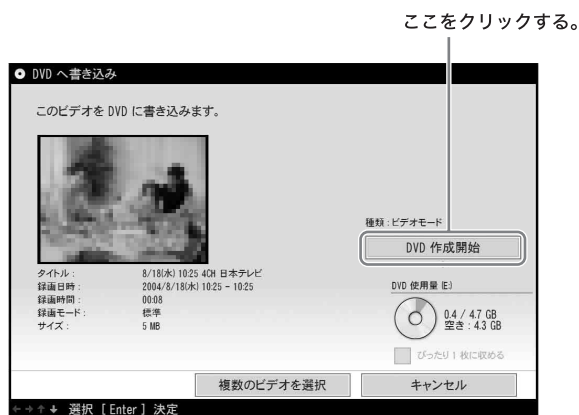 ここをクリックする。
DVD へ書き込み
このビデオを DVD に書き込みます。
種類 : ビデオモード
DVD 作成開始
タイトル : 8/18(水) 10:25 4CH 日本テレビ
録画日時 : 2004/8/18(水) 10:25 - 10:25
録画時間 : 00:08
録画モード : 標準
サイズ : 5 MB
DVD 使用量 (E:)
0.4 / 4.7 GB
空き : 4.3 GB
ぴったり 1 枚に収める
複数のビデオを選択
キャンセル
←→↑↓ 選択 [Enter] 決定